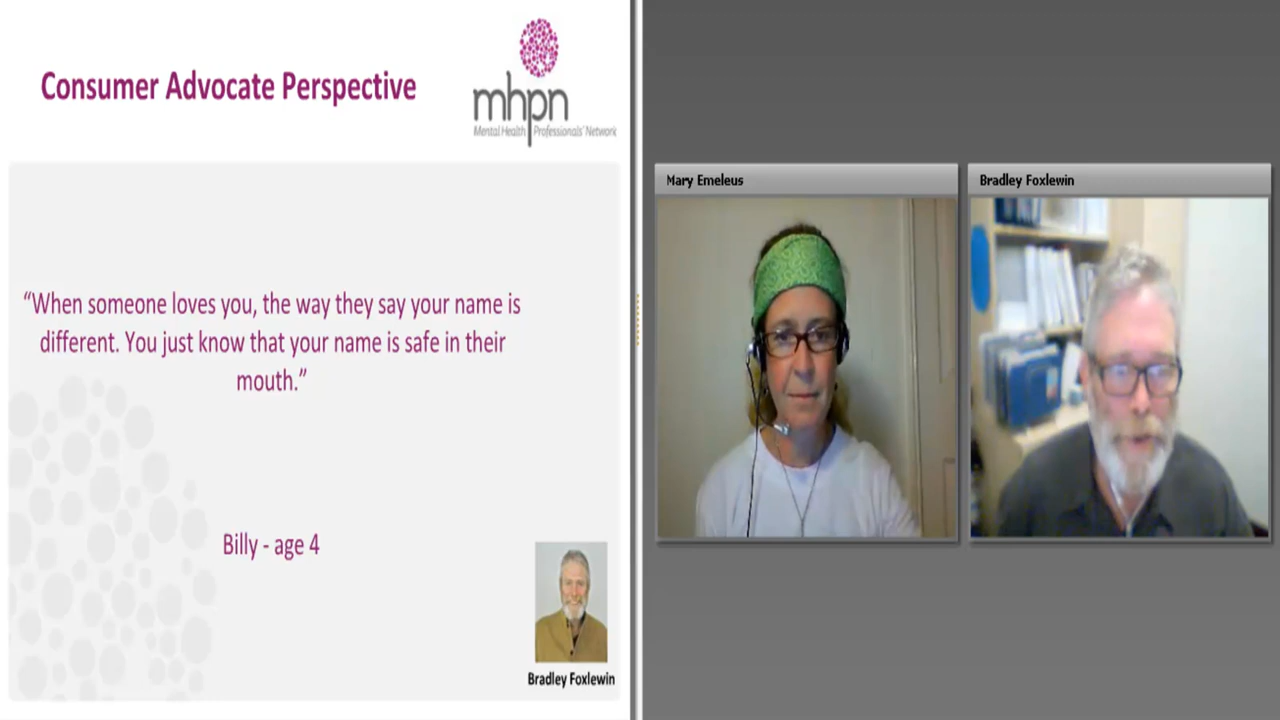 Consumer Advocate Perspective
mhpn
Mental Health Professionals' Network
Mary Emeleus
Bradley Foxlewin
“When someone loves you, the way they say your name is
different. You just know that your name is safe in their
mouth.”
Billy - age 4
Bradley Foxlewin